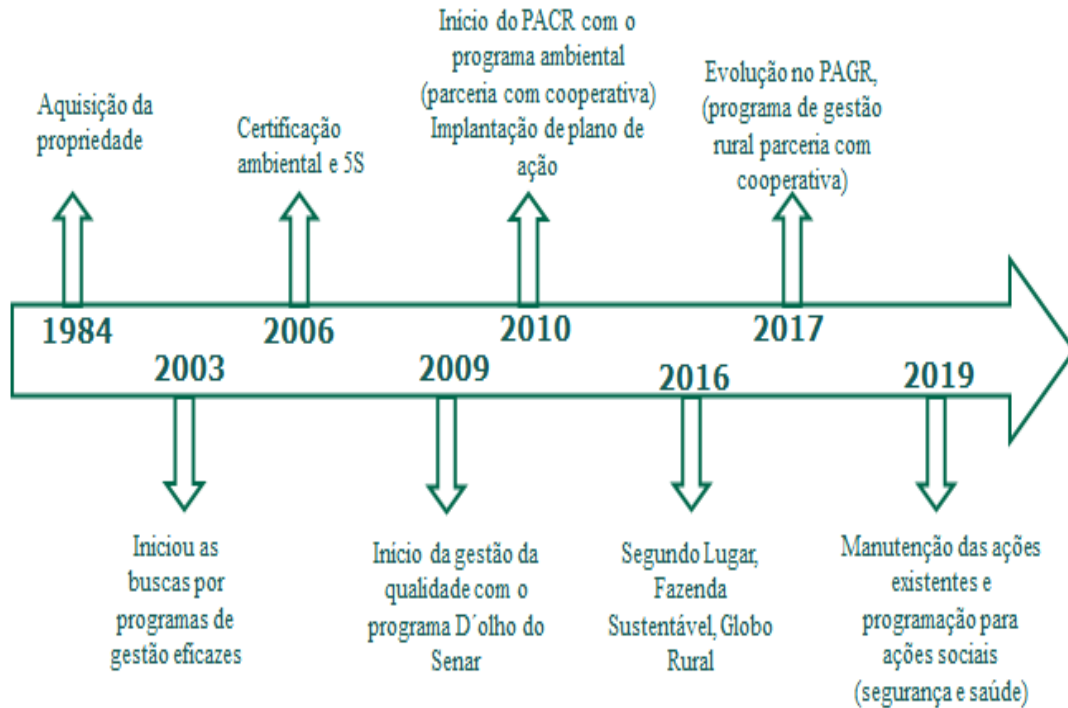 Aquisição da
propriedade
1984
Iniciou as
buscas por
programas de
gestão eficazes
2003
Certificação
ambiental e 5S
2006
Início da gestão da
qualidade com o
programa D´olho do
Senar
2009
Início do PACR com o
programa ambiental
(parceria com cooperativa)
Implantação de plano de
ação
2010
Segundo Lugar,
Fazenda
Sustentável, Globo
Rural
2016
Evolução no PAGR,
(programa de gestão
rural parceria com
cooperativa)
2017
Manutenção das ações
existentes e
programação para
ações sociais
(segurança e saúde)
2019